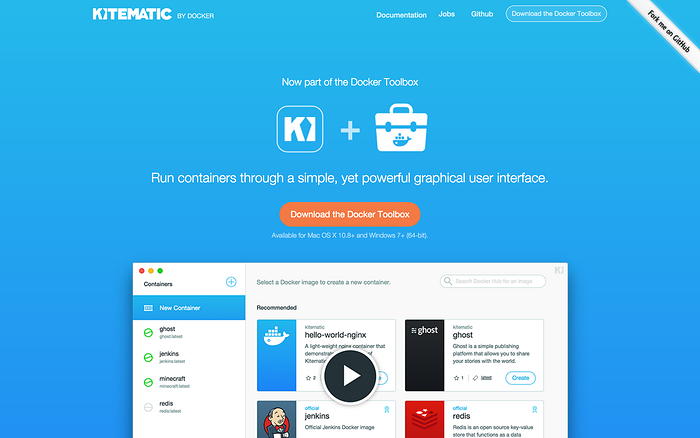 KITEMATIC BY DOCKER
Documentation
Jobs
Github
Download the Docker Toolbox
Fork me on GitHub
Now part of the Docker Toolbox
Run containers through a simple, yet powerful graphical user interface.
Download the Docker Toolbox
Available for Mac OS X 10.8+ and Windows 7+ (64-bit).
Containers
New Container
ghost
ghost:latest
jenkins
jenkins:latest
minecraft
minecraft:latest
redis
redis:latest
Select a Docker image to create a new container.
Search Docker Hub for an image
Recommended
kitematic
hello-world-nginx
A light-weight nginx container that
demonstrates
of
2
kitematic
ghost
Ghost is a simple publishing
platform that allows you to share
your stories with the world.
1
latest
Create
ghost
official
jenkins
Official Jenkins Docker image
official
redis
Redis is an open source key-value
store that functions as a data